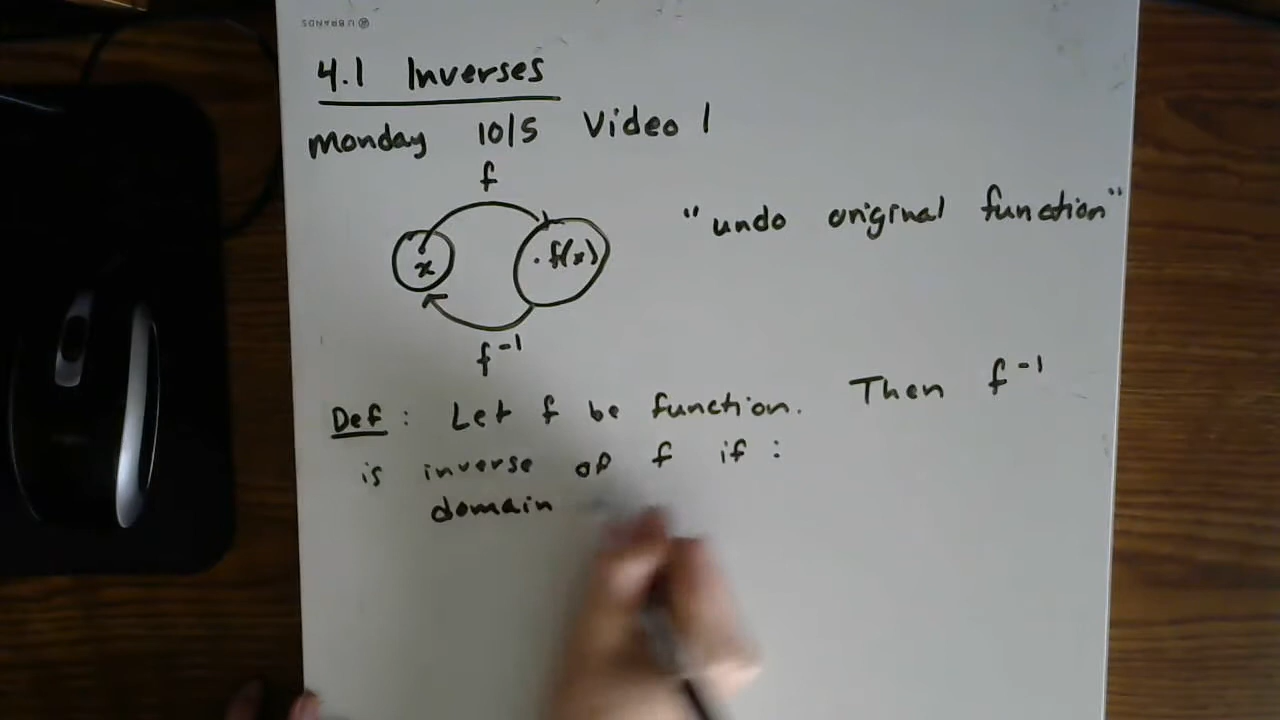 U BRANDS
4.1 Inverses
Monday 10/5 Video 1
f
x
. f(x)
"undo original function"
f -1
Def: Let f be function. Then f -1
is inverse of f if:
domain